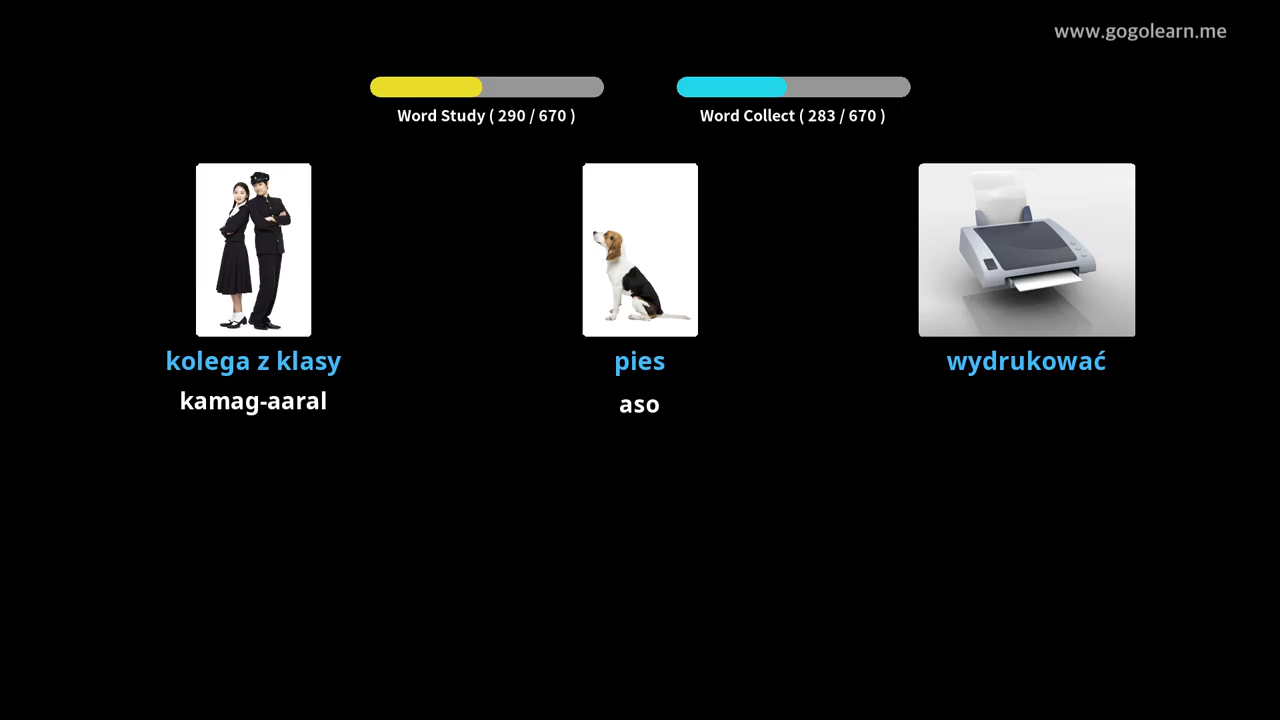 www.gogolearn.me
Word Study ( 290 / 670 )
Word Collect ( 283 / 670 )
kolega z klasy
pies
wydrukować
kamag-aaral
aso